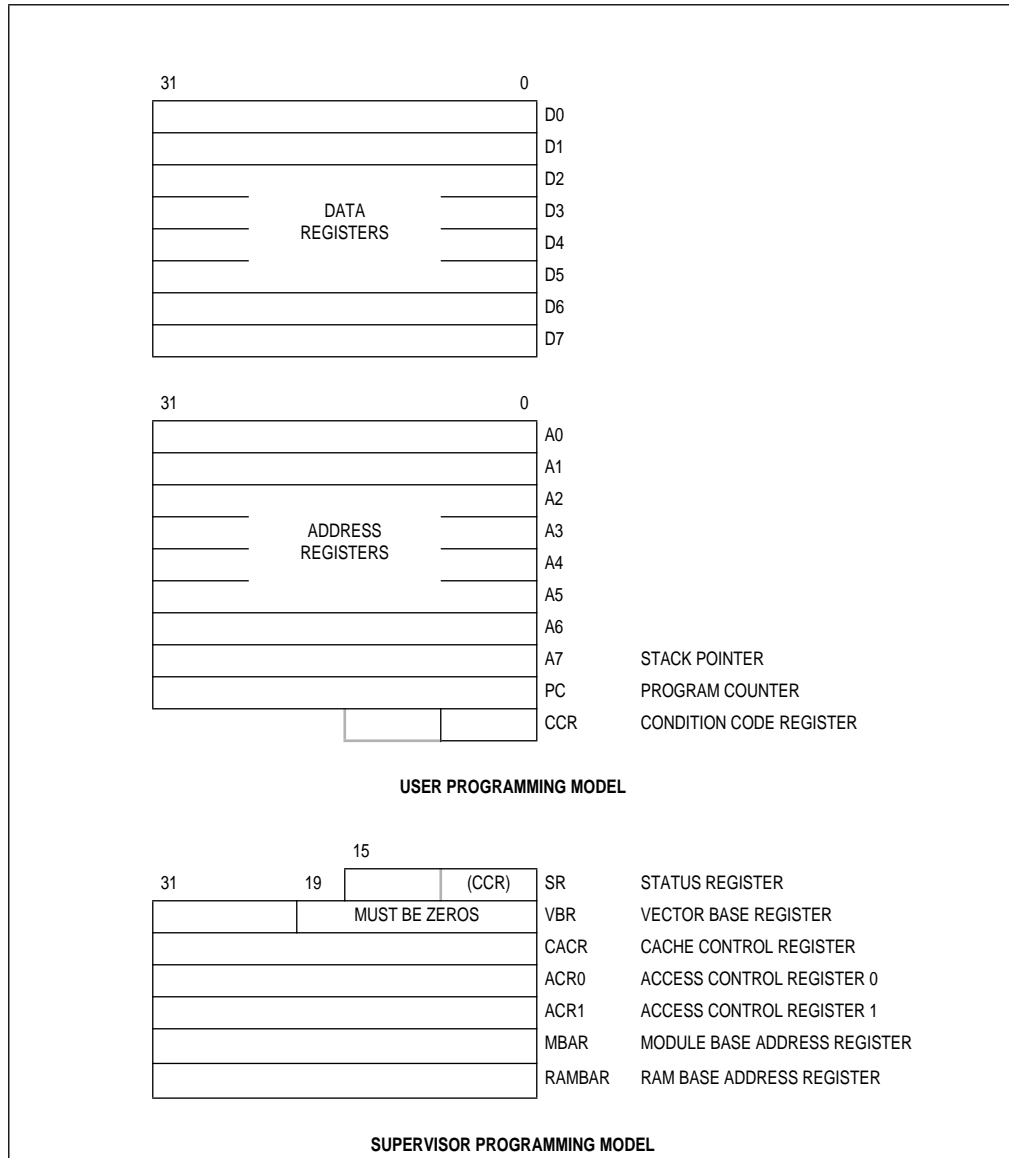 31 0
D0
D1
D2
DATA D3
REGISTERS D4
D5
D6
D7
31 0
A0
A1
A2
ADDRESS A3
REGISTERS A4
A5
A6
A7 STACK POINTER
PC PROGRAM COUNTER
CCR CONDITION CODE REGISTER
USER PROGRAMMING MODEL
15
31 19 (CCR) SR STATUS REGISTER
MUST BE ZEROS VBR VECTOR BASE REGISTER
CACR CACHE CONTROL REGISTER
ACR0 ACCESS CONTROL REGISTER 0
ACR1 ACCESS CONTROL REGISTER 1
MBAR MODULE BASE ADDRESS REGISTER
RAMBAR RAM BASE ADDRESS REGISTER
SUPERVISOR PROGRAMMING MODEL